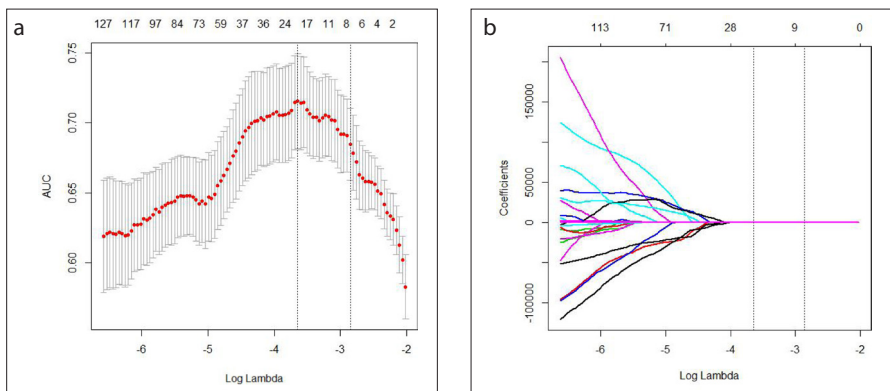 a
127 117 97 84 73 59 37 36 24 17 11 8 6 4 2
0.75
0.70
0.65
0.60
AUC
-6 -5 -4 -3 -2
Log Lambda
b
113 71 28 9 0
150000
50000
0
-100000
Coefficients
-6 -5 -4 -3 -2
Log Lambda